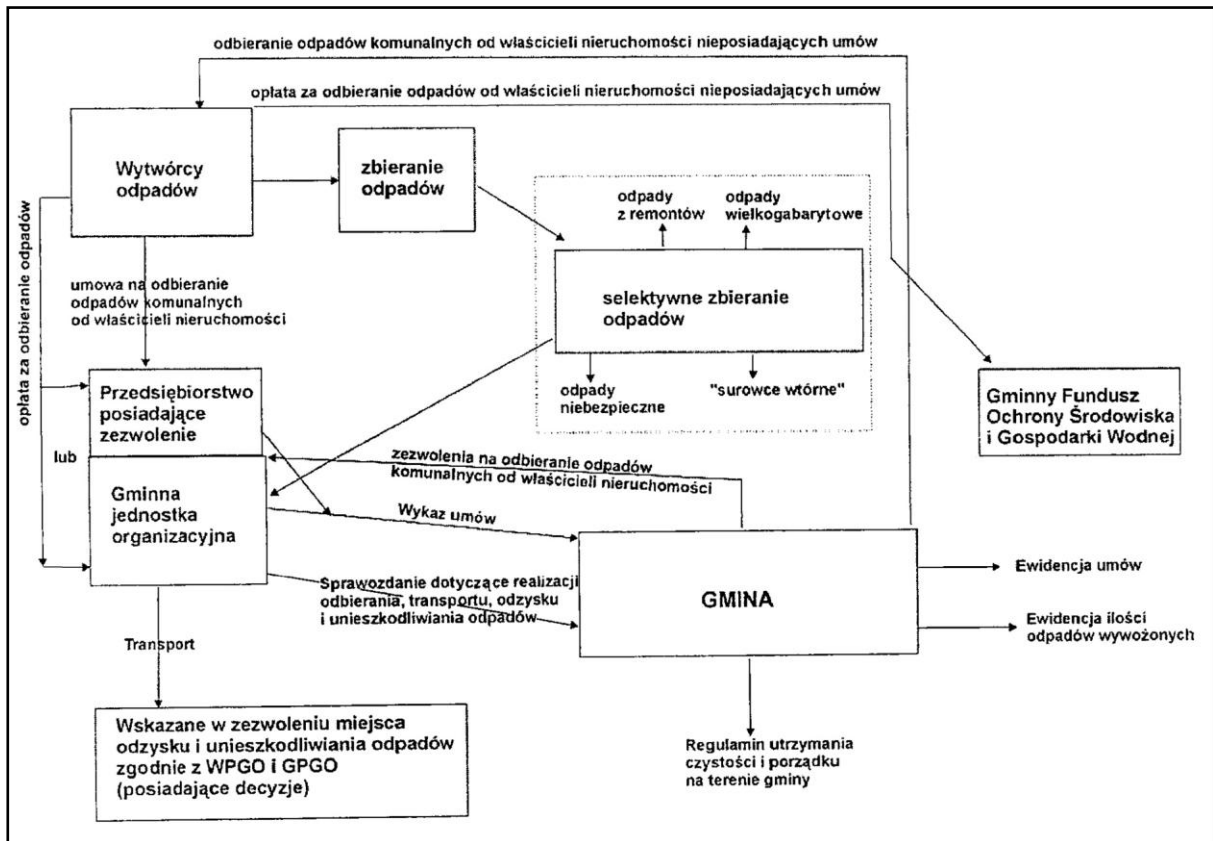 odbieranie odpadów komunalnych od właścicieli nieruchomości nieposiadających umów
opłata za odbieranie odpadów od właścicieli nieruchomości nieposiadających umów
Wytwórcy
odpadów
zbieranie
odpadów
odpady
z remontów
odpady
wielkogabarytowe
selektywne zbieranie
odpadów
odpady
niebezpieczne
"surowce wtórne"
opłata za odbieranie odpadów
umowa na odbieranie
odpadów komunalnych
od właścicieli nieruchomości
Przedsiębiorstwo
posiadające
zezwolenie
lub
Gminna
jednostka
organizacyjna
Gminny Fundusz
Ochrony Środowiska
i Gospodarki Wodnej
zezwolenia na odbieranie odpadów
komunalnych od właścicieli nieruchomości
Wykaz umów
Sprawozdanie dotyczące realizacji
odbierania, transportu, odzysku
i unieszkodliwiania odpadów
GMINA
Ewidencja umów
Ewidencja ilości
odpadów wywożonych
Transport
Wskazane w zezwoleniu miejsca
odzysku i unieszkodliwiania odpadów
zgodnie z WPGO i GPGO
(posiadające decyzje)
Regulamin utrzymania
czystości i porządku
na terenie gminy